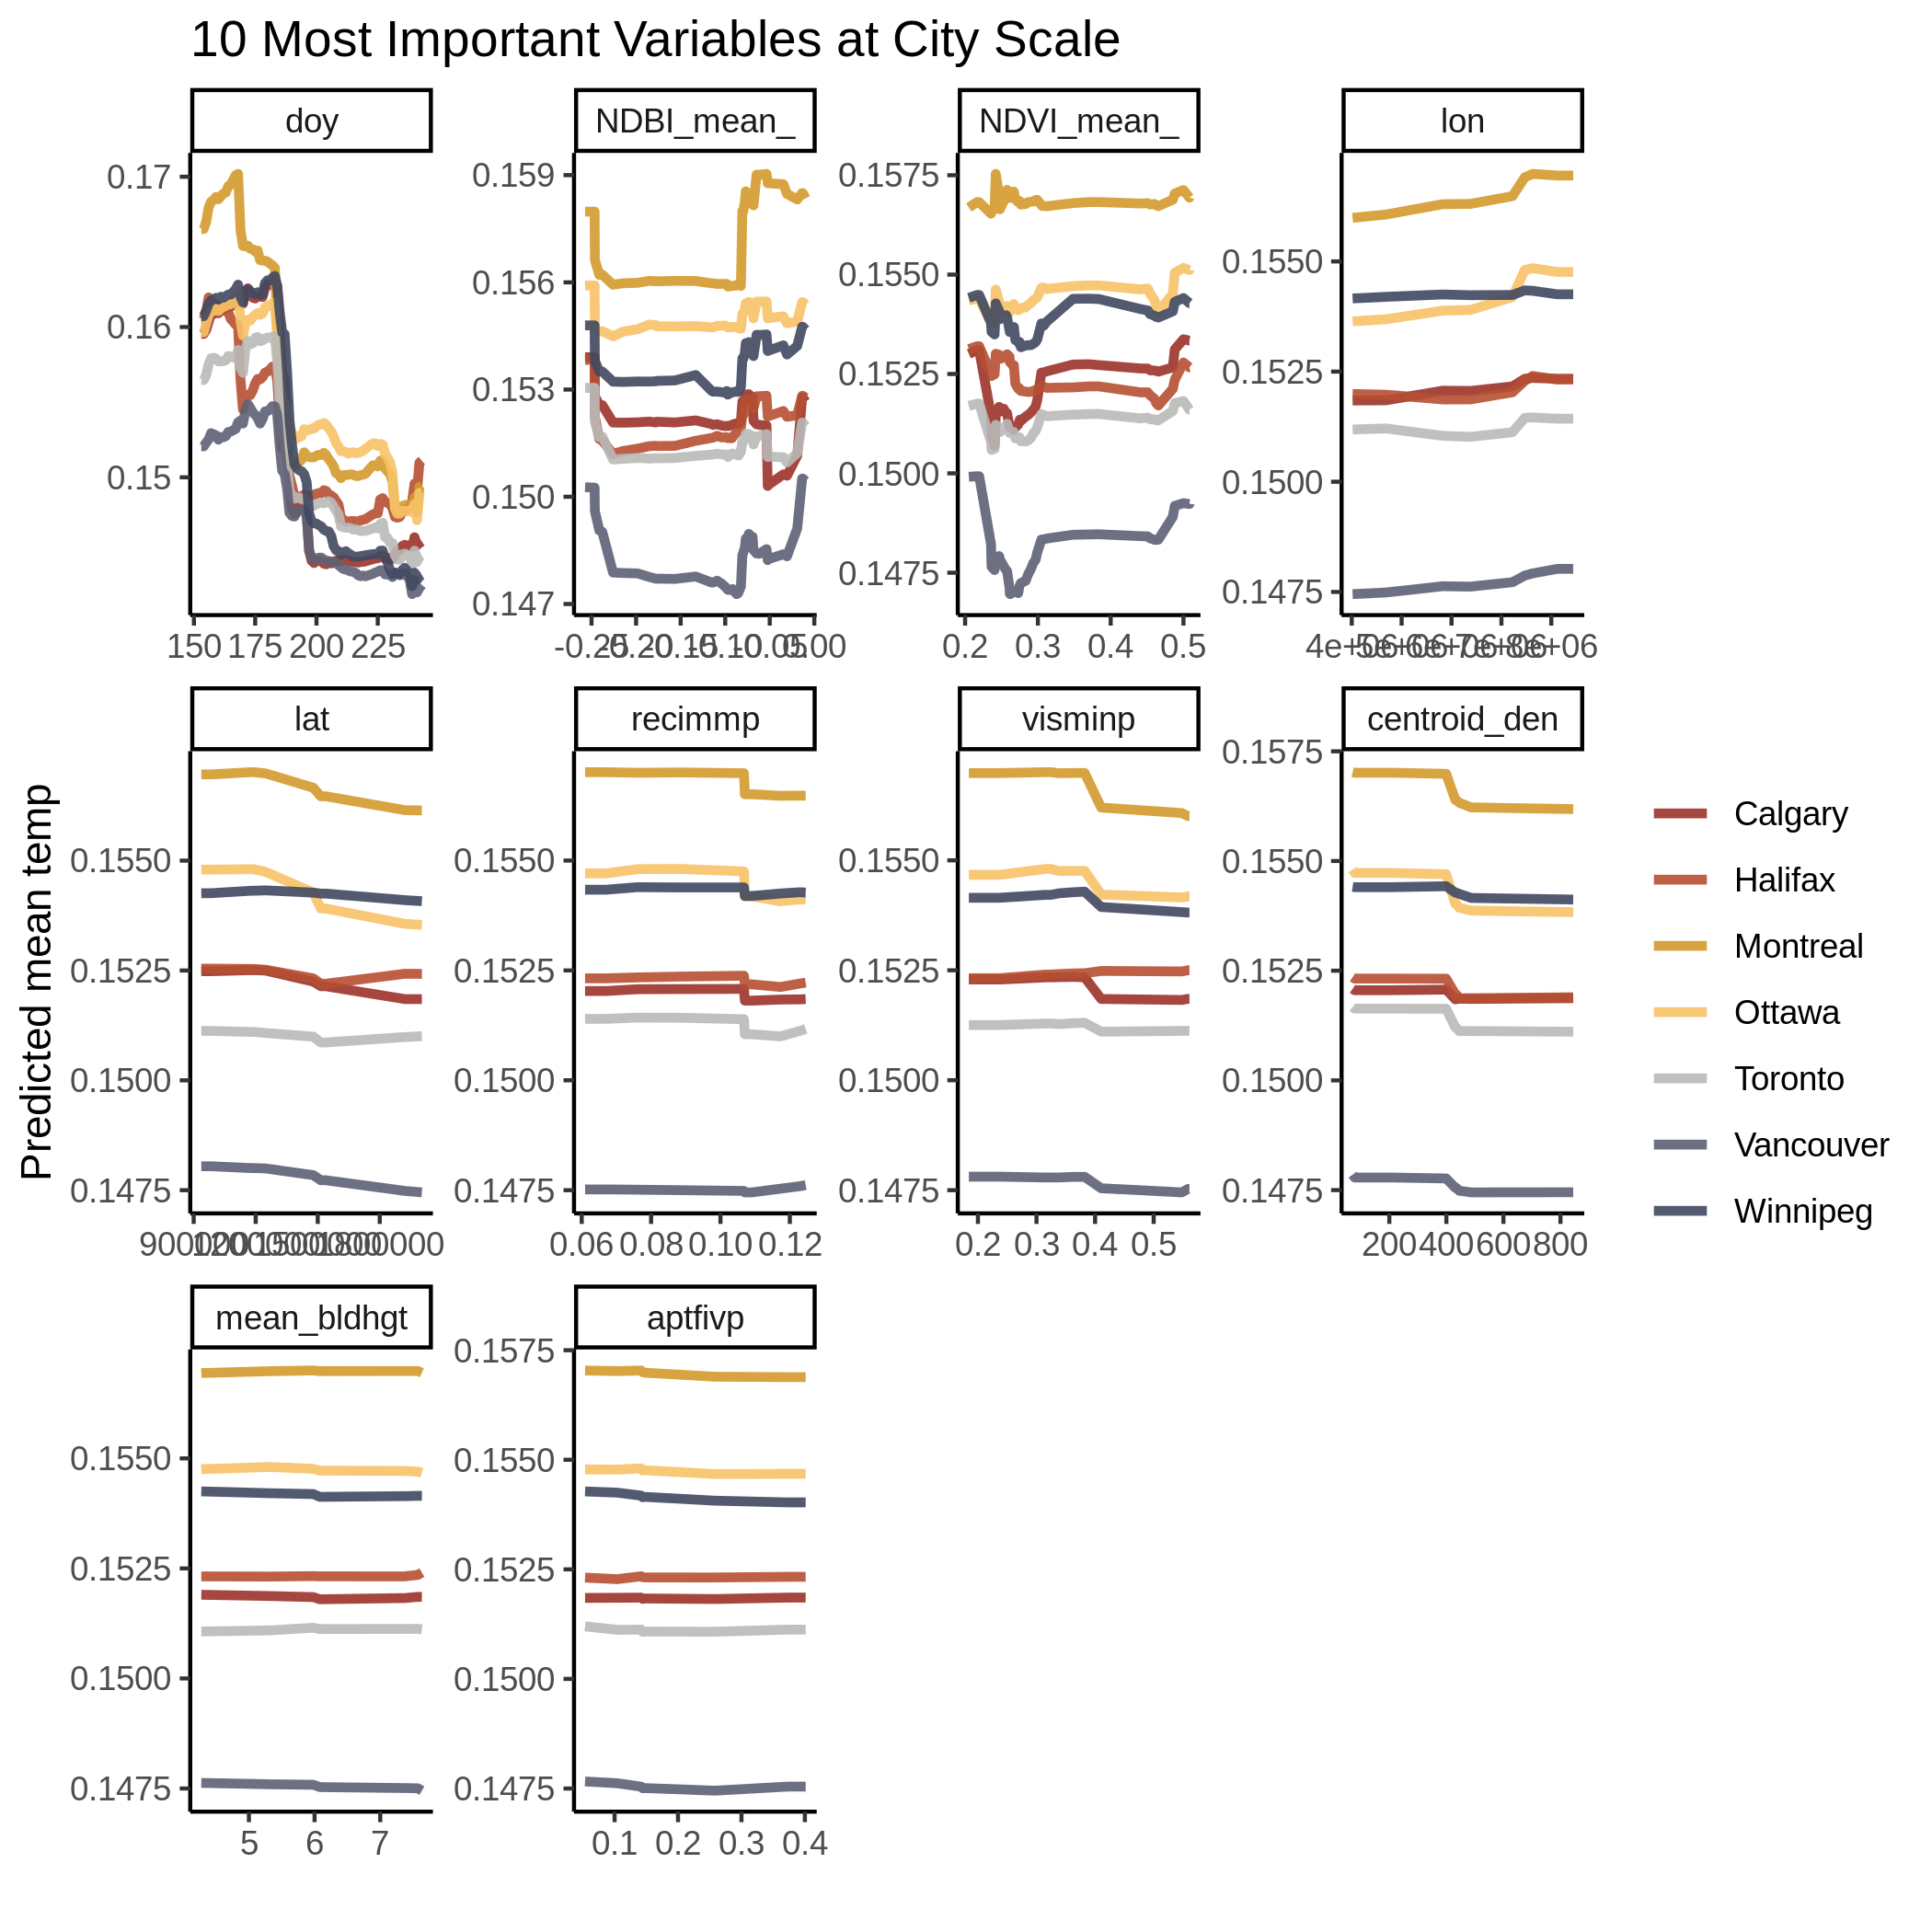 10 Most Important Variables at City Scale
doy
NDBI_mean_
NDVI_mean_
lon
0.17
0.16
0.15
150 175 200 225
0.159
0.156
0.153
0.150
0.147
0.00
0.1575
0.1550
0.1525
0.1500
0.1475
0.2 0.3 0.4 0.5
0.1550
0.1525
0.1500
0.1475
Predicted mean temp
lat
recimmp
visminp
centroid_den
0.1550
0.1525
0.1500
0.1475
0.1550
0.1525
0.1500
0.1475
0.06 0.08 0.10 0.12
0.1550
0.1525
0.1500
0.1475
0.2 0.3 0.4 0.5
0.1575
0.1550
0.1525
0.1500
0.1475
200 400 600 800
Calgary
Halifax
Montreal
Ottawa
Toronto
Vancouver
Winnipeg
mean_bldhgt
aptfivp
0.1550
0.1525
0.1500
0.1475
5 6 7
0.1575
0.1550
0.1525
0.1500
0.1475
0.1 0.2 0.3 0.4